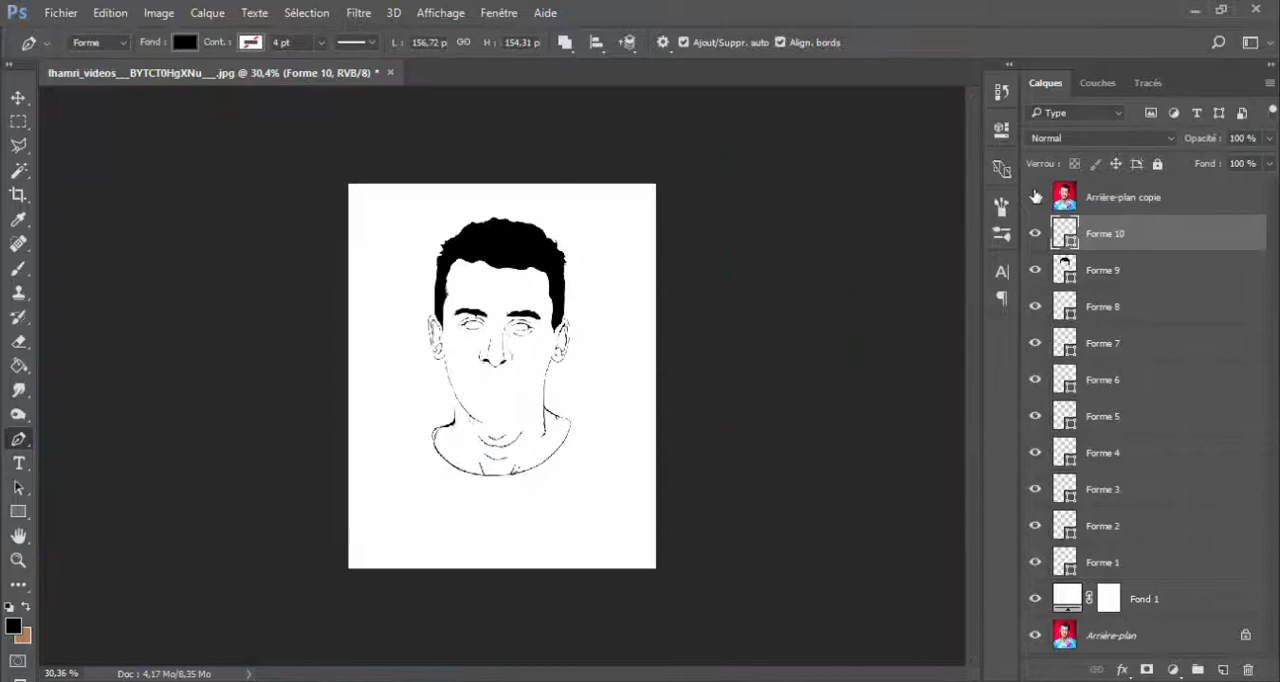 Ps Fichier Edition Image Calque Texte Sélection Filtre 3D Affichage Fenêtre Aide
Forme Fond : Cont. : 4 pt L : 156,72 p H : 154,31 p Ajout/Suppr. auto Align. bords
lhamri_videos___BYTCT0HgXNu___.jpg @ 30,4% (Forme 10, RVB/8) *
Calques Couches Tracés
Type
Normal Opacité : 100 %
Verrou : Fond : 100 %
Arrière-plan copie
Forme 10
Forme 9
Forme 8
Forme 7
Forme 6
Forme 5
Forme 4
Forme 3
Forme 2
Forme 1
Fond 1
Arrière-plan
30,36 % Doc : 4,17 Mo/6,35 Mo